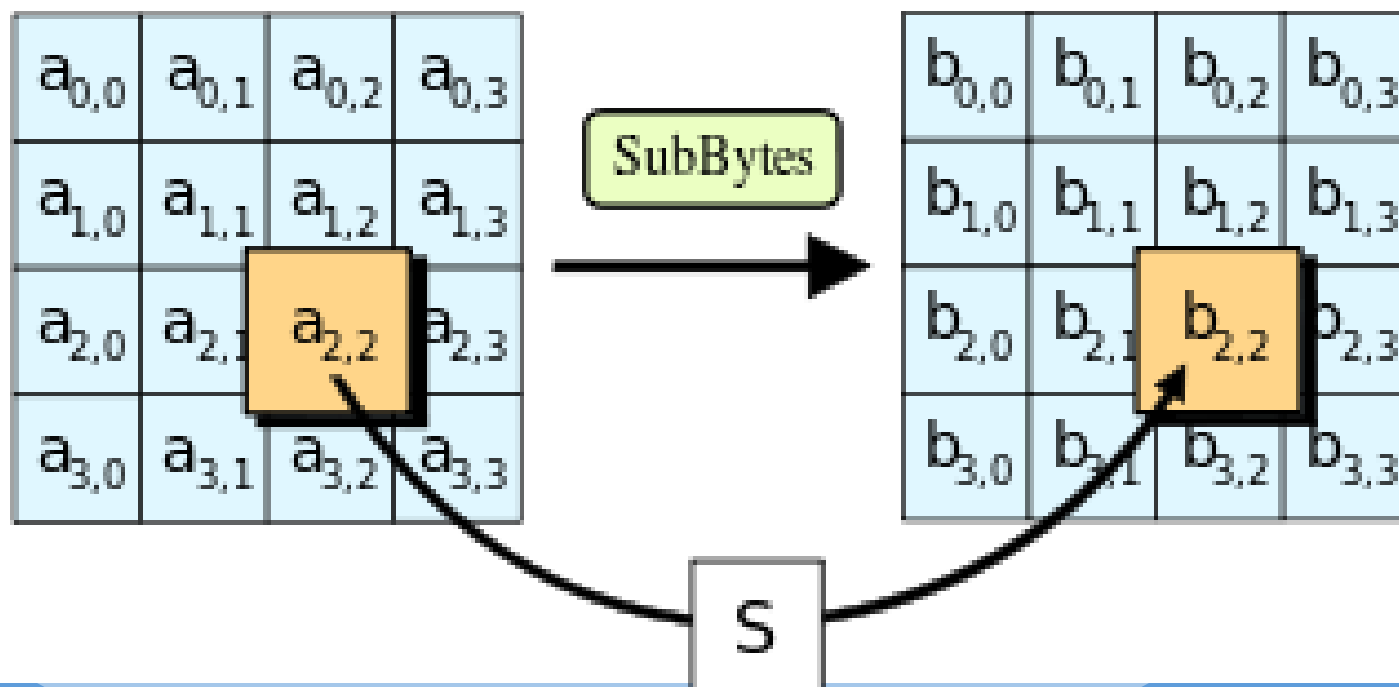 a0,0 a0,1 a0,2 a0,3
b0,0 b0,1 b0,2 b0,3
SubBytes
a1,0 a1,1 a1,2 a1,3
b1,0 b1,1 b1,2 b1,3
a2,0 a2,1 a2,2 a2,3
b2,0 b2,1 b2,2 b2,3
a3,0 a3,1 a3,2 a3,3
b3,0 b3,1 b3,2 b3,3
S